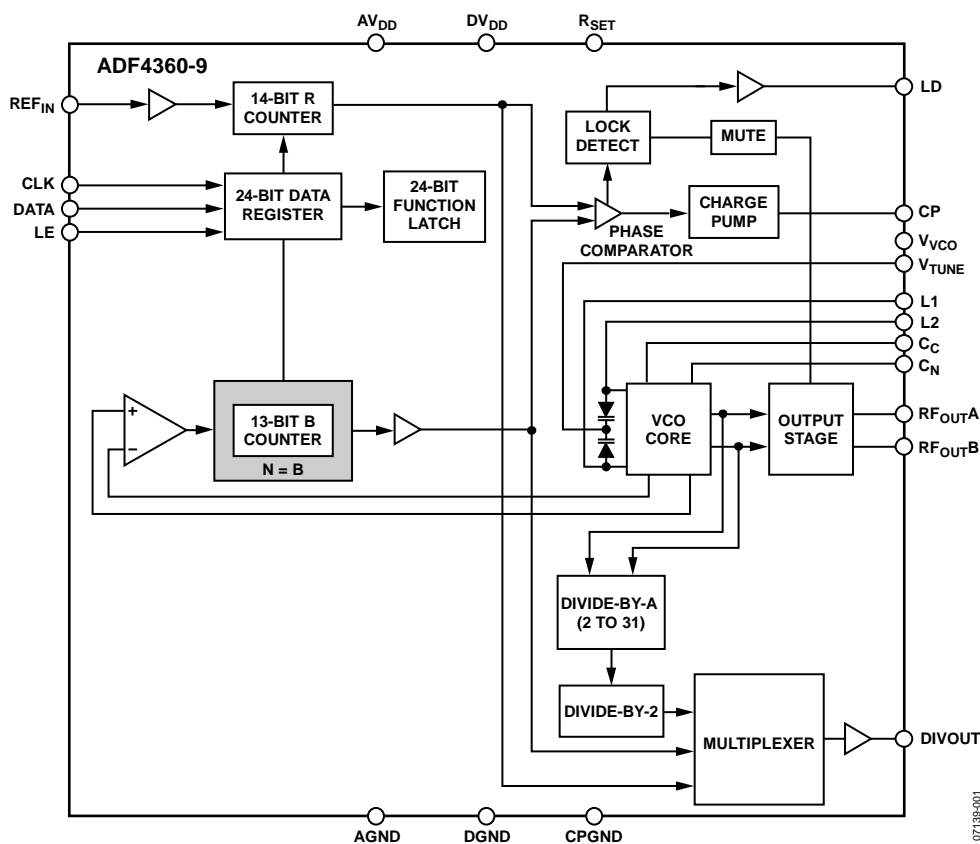 AVDD
DVDD
RSET
ADF4360-9
REFIN
14-BIT R
COUNTER
LD
LOCK
DETECT
MUTE
CLK
DATA
LE
24-BIT DATA
REGISTER
24-BIT
FUNCTION
LATCH
CHARGE
PUMP
CP
PHASE
COMPARATOR
VVCO
VTUNE
L1
L2
CC
CN
+
−
13-BIT B
COUNTER
N = B
VCO
CORE
OUTPUT
STAGE
RFOUTA
RFOUTB
DIVIDE-BY-A
(2 TO 31)
DIVIDE-BY-2
MULTIPLEXER
DIVOUT
AGND
DGND
CPGND
07139-001